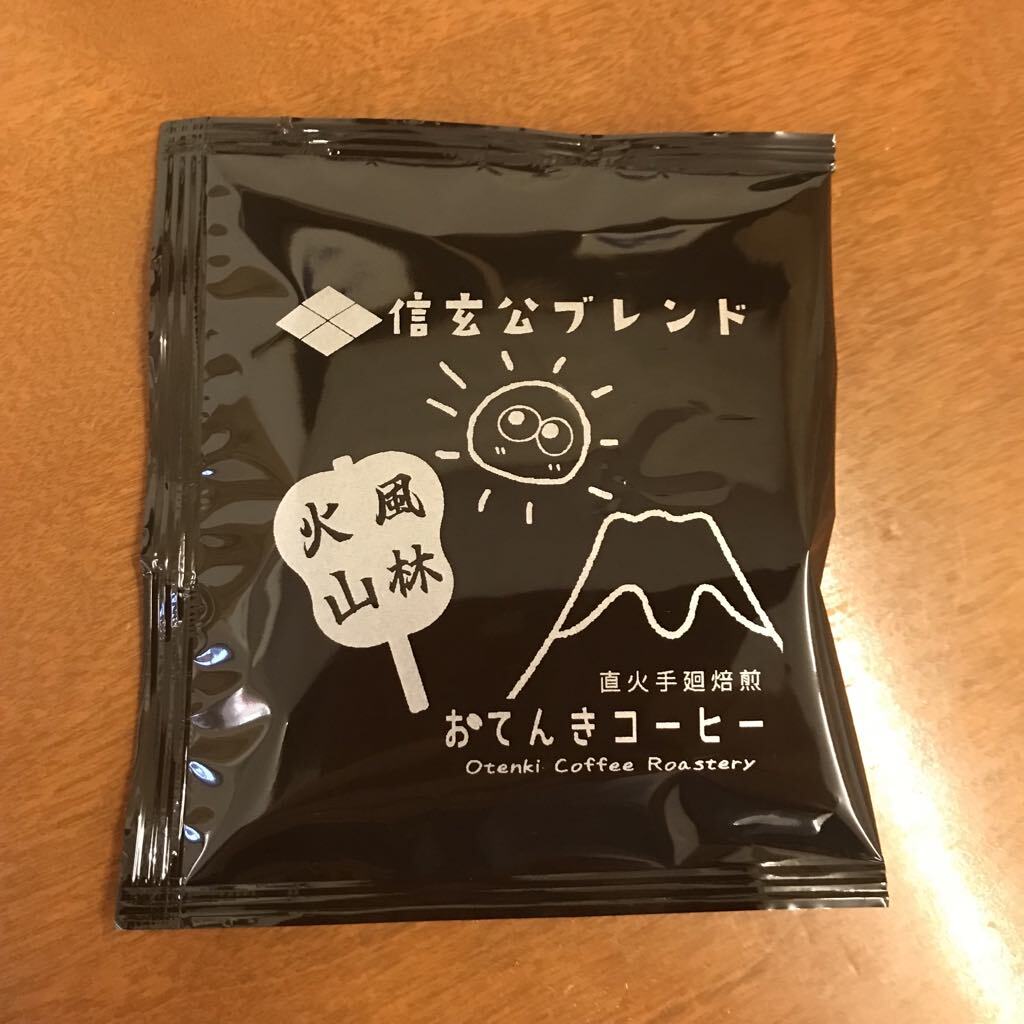 信玄公ブレンド
風林
火山
直火手廻焙煎
おてんきコーヒー
Otenki Coffee Roastery